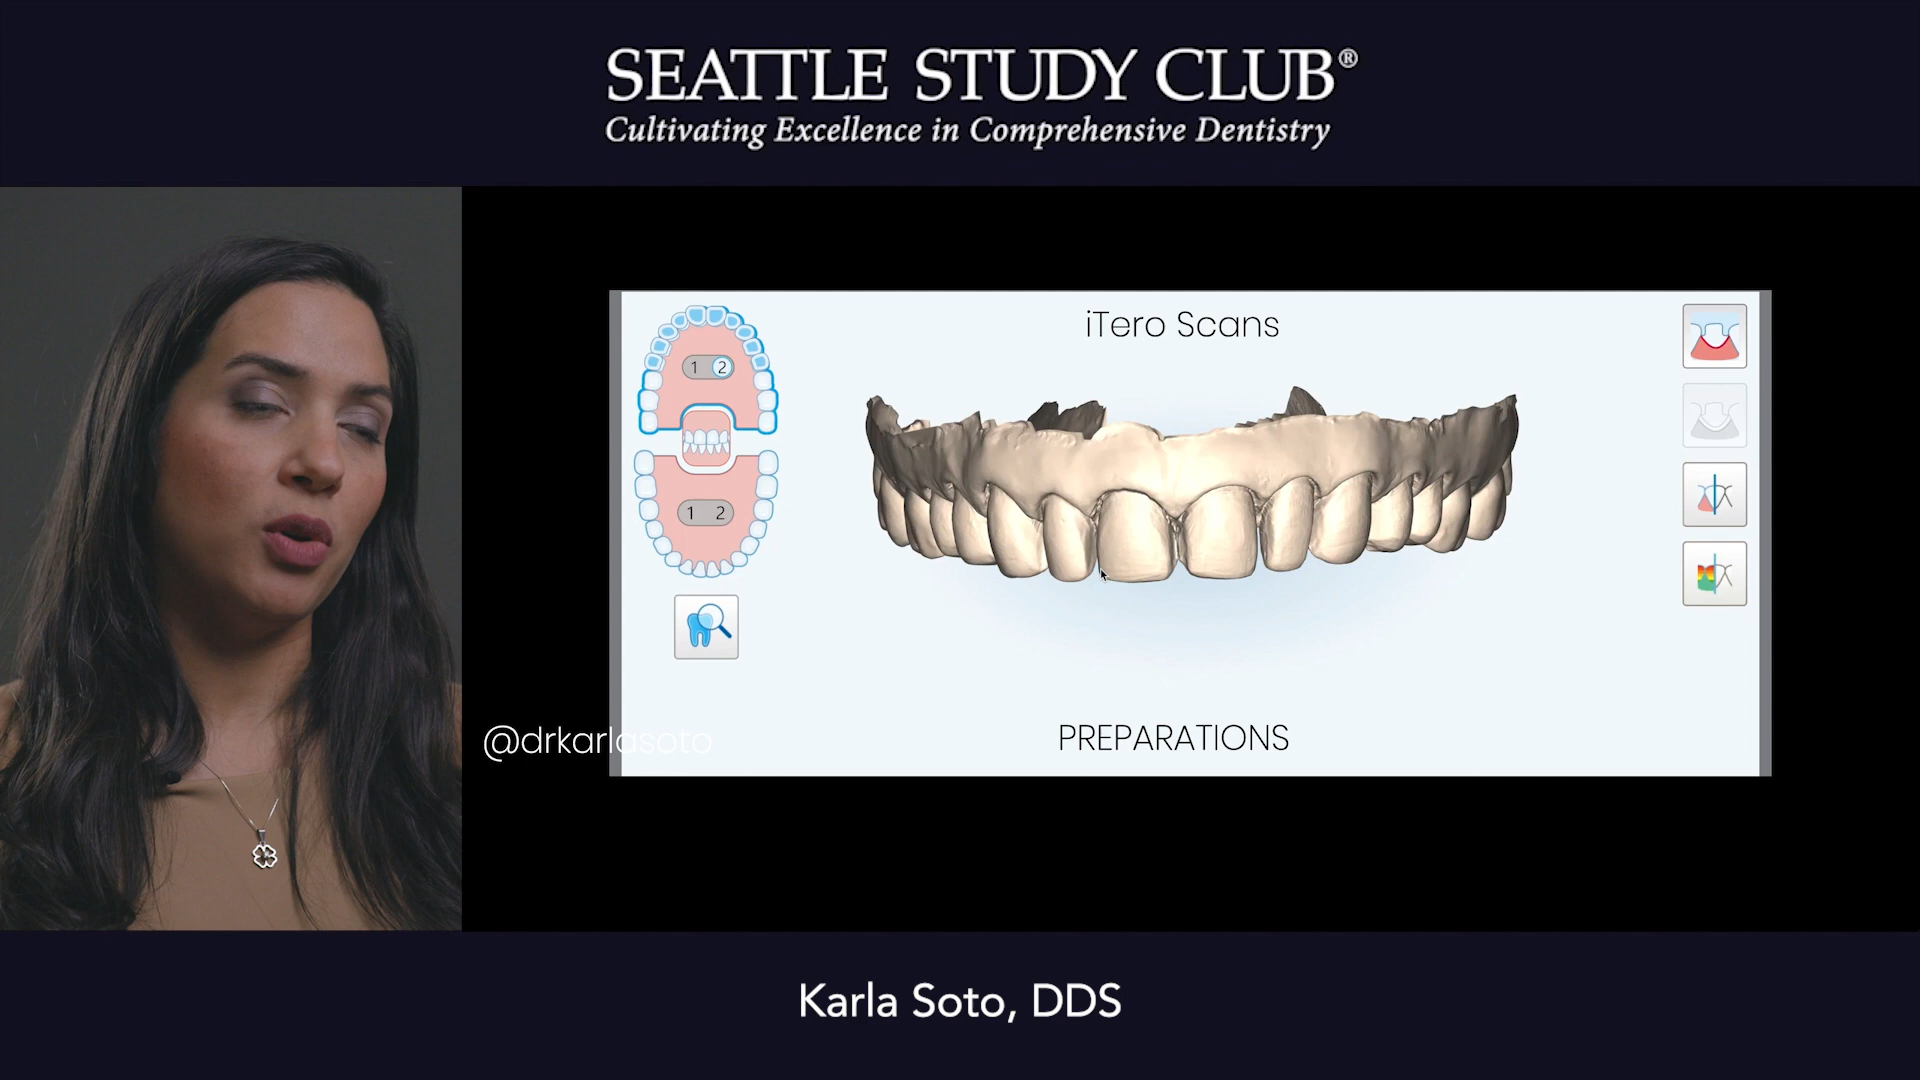 SEATTLE STUDY CLUB®
Cultivating Excellence in Comprehensive Dentistry
iTero Scans
1 2
1 2
@drkarlasoto
PREPARATIONS
Karla Soto, DDS